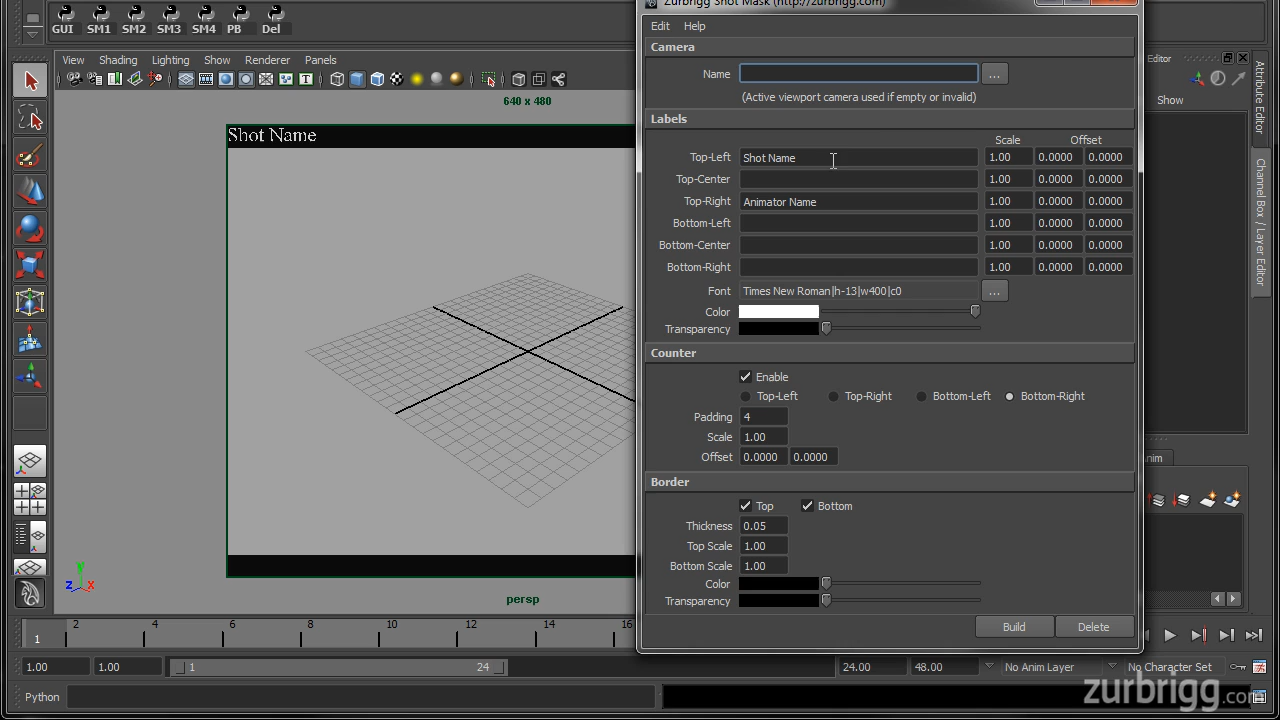 Zurbrigg Shot Mask (http://zurbrigg.com)
GUI SM1 SM2 SM3 SM4 PB Del
Edit Help
Camera
View Shading Lighting Show Renderer Panels
Editor
Name ...
(Active viewport camera used if empty or invalid)
640 x 480
Show
Labels
Shot Name
Scale Offset
Top-Left Shot Name 1.00 0.0000 0.0000
Top-Center 1.00 0.0000 0.0000
Top-Right Animator Name 1.00 0.0000 0.0000
Bottom-Left 1.00 0.0000 0.0000
Bottom-Center 1.00 0.0000 0.0000
Bottom-Right 1.00 0.0000 0.0000
Font Times New Roman|h-13|w400|c0 ...
Color
Transparency
Counter
Enable
Top-Left Top-Right Bottom-Left Bottom-Right
Padding 4
Scale 1.00
Offset 0.0000 0.0000
Border
Top Bottom
Thickness 0.05
Top Scale 1.00
Bottom Scale 1.00
Color
Transparency
Build Delete
Attribute Editor
Channel Box / Layer Editor
nim
y
z x
persp
1 2 4 6 8 10 12 14 16
1.00 1.00 1 24 24.00 48.00 No Anim Layer No Character Set
Python
zurbrigg.com